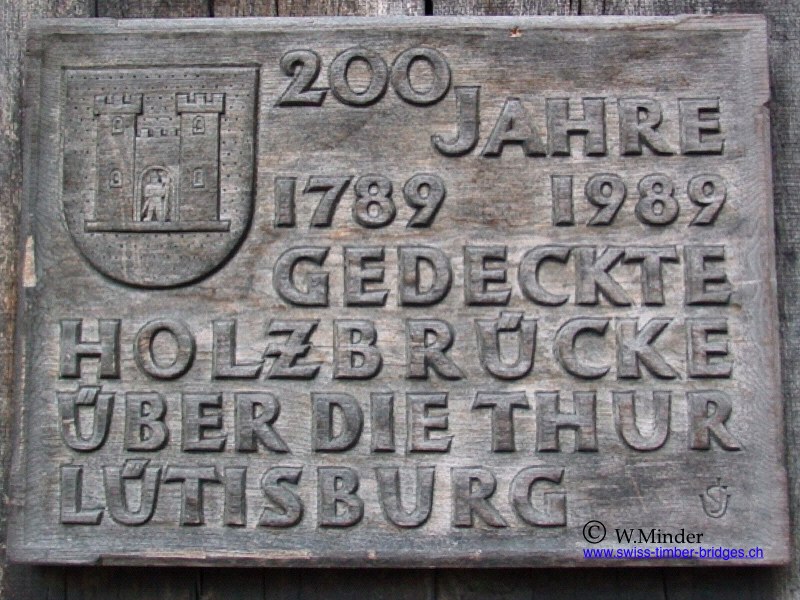 200
JAHRE
1789 1989
GEDECKTE
HOLZBRÜCKE
ÜBER DIE THUR
LÜTISBURG
© W.Minder
www.swiss-timber-bridges.ch